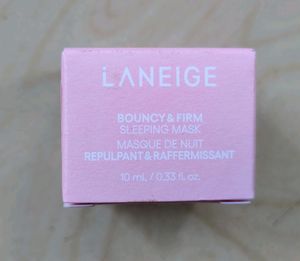 LANEIGE
BOUNCY & FIRM
SLEEPING MASK
MASQUE DE NUIT
REPULPANT & RAFFERMISSANT
10 mL / 0.33 fl. oz.